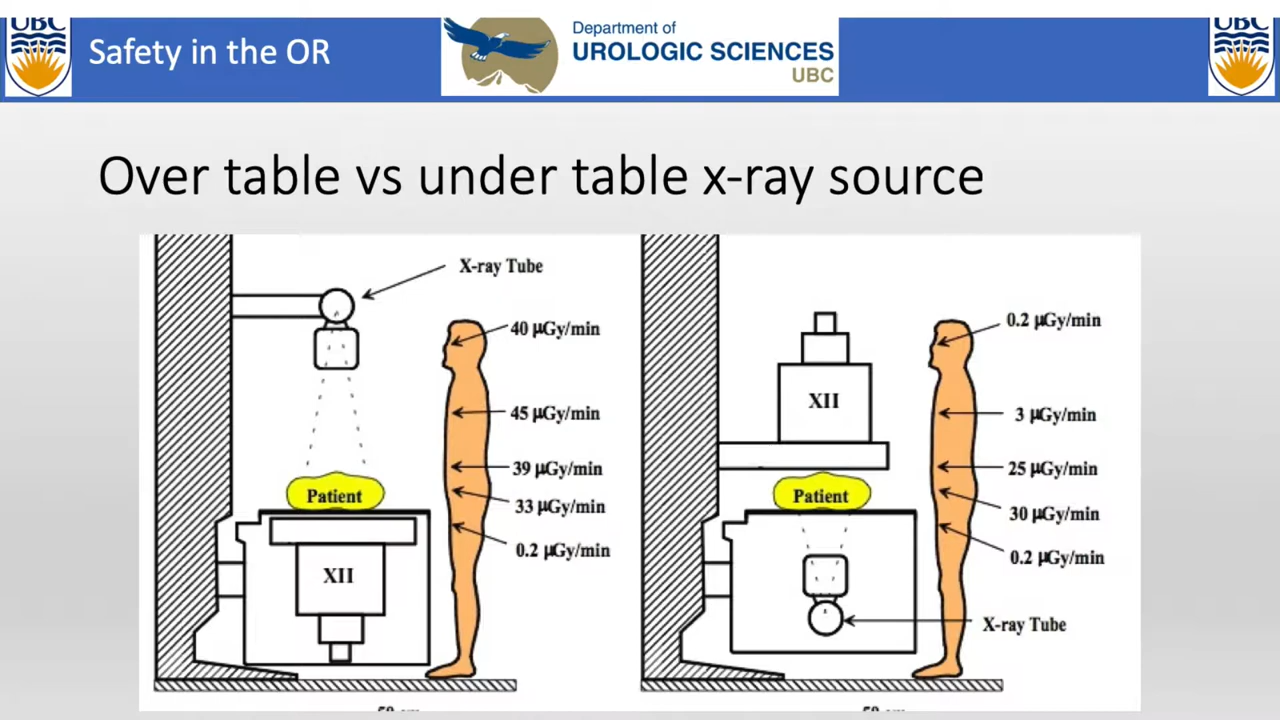 UBC
Safety in the OR
Department of
UROLOGIC SCIENCES
UBC
UBC
Over table vs under table x-ray source
X-ray Tube
40 µGy/min
45 µGy/min
39 µGy/min
Patient
33 µGy/min
0.2 µGy/min
XII
0.2 µGy/min
XII
3 µGy/min
25 µGy/min
Patient
30 µGy/min
0.2 µGy/min
X-ray Tube